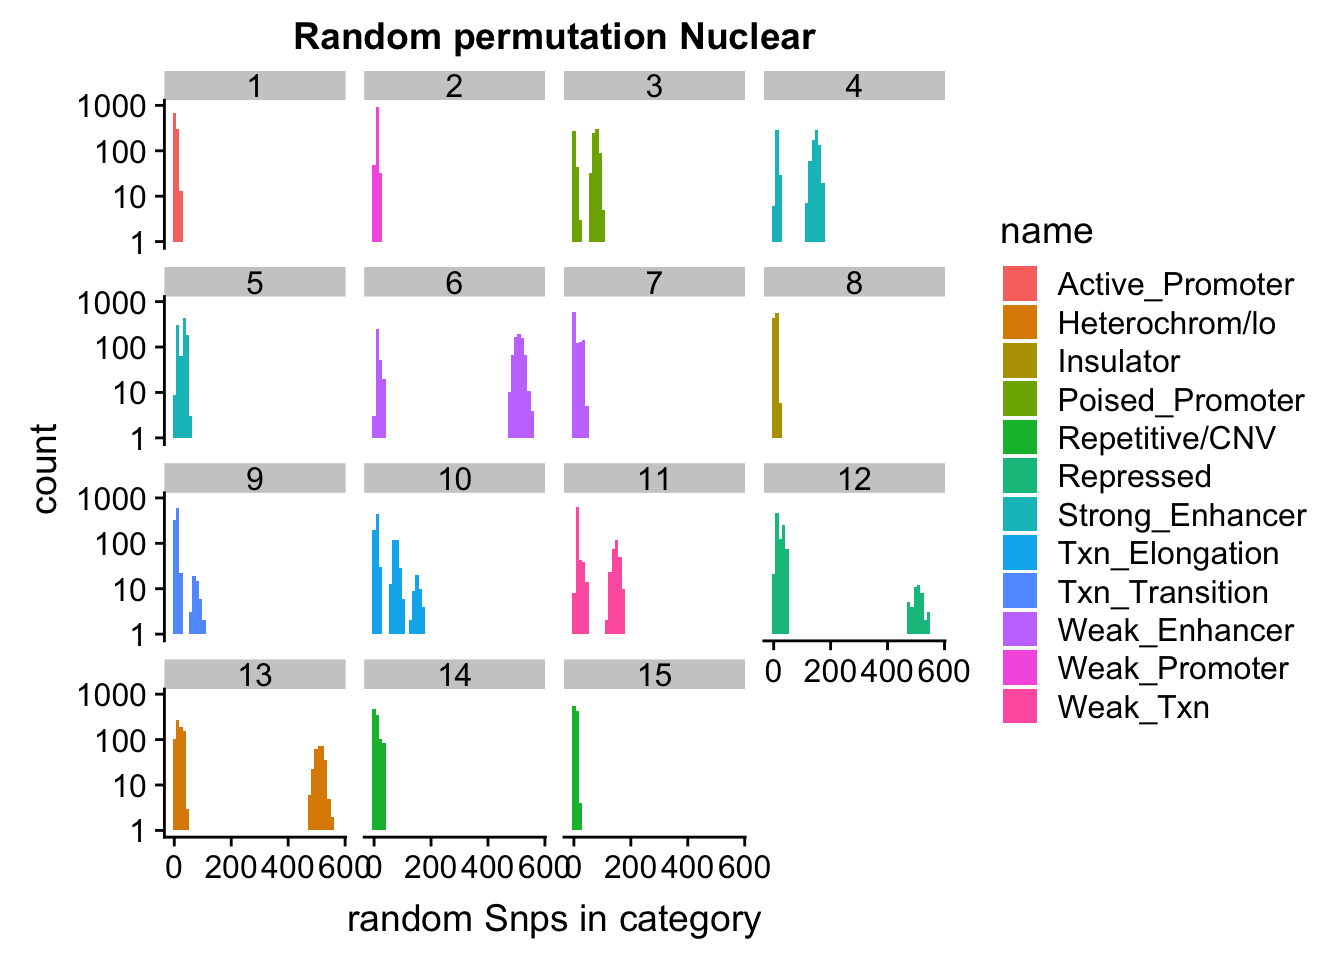 Random permutation Nuclear
1 2 3 4
1000
100
10
1
5 6 7 8
1000
100
10
1
9 10 11 12
1000
100
10
1
0 200 400 600
13 14 15
1000
100
10
1
0 200 400 600 0 200 400 600 0 200 400 600
random Snps in category
count
name
Active_Promoter
Heterochrom/lo
Insulator
Poised_Promoter
Repetitive/CNV
Repressed
Strong_Enhancer
Txn_Elongation
Txn_Transition
Weak_Enhancer
Weak_Promoter
Weak_Txn